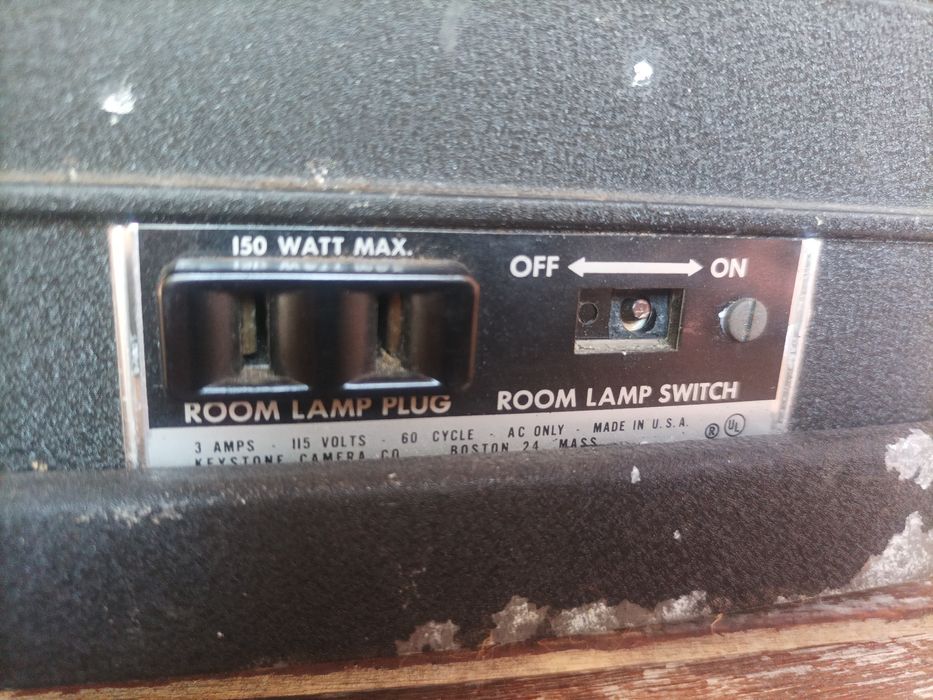 150 WATT MAX.
OFF ON
ROOM LAMP PLUG
ROOM LAMP SWITCH
3 AMPS - 115 VOLTS - 60 CYCLE - AC ONLY - MADE IN U.S.A. ® UL
KEYSTONE CAMERA CO. BOSTON 24, MASS.